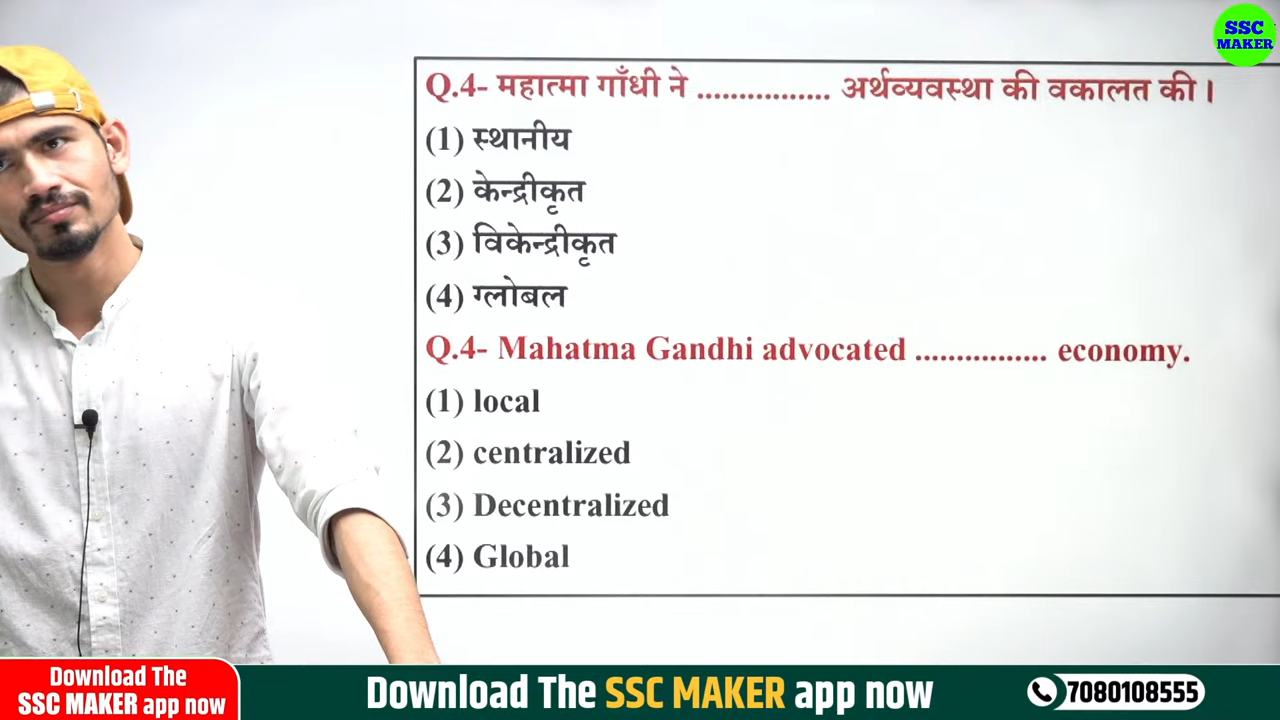 SSC
MAKER
Q.4- महात्मा गाँधी ने ................ अर्थव्यवस्था की वकालत की।
(1) स्थानीय
(2) केन्द्रीकृत
(3) विकेन्द्रीकृत
(4) ग्लोबल
Q.4- Mahatma Gandhi advocated ................ economy.
(1) local
(2) centralized
(3) Decentralized
(4) Global
Download The
SSC MAKER app now
Download The SSC MAKER app now
7080108555